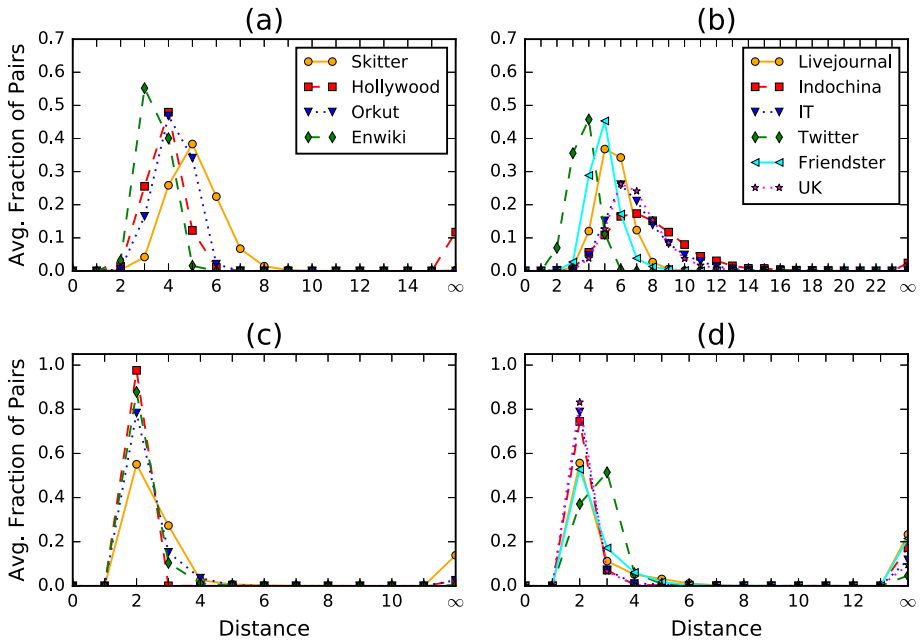 (a)
(b)
Avg. Fraction of Pairs
0.7
0.6
0.5
0.4
0.3
0.2
0.1
0.0
0 2 4 6 8 10 12 14 ∞
Skitter
Hollywood
Orkut
Enwiki
0.7
0.6
0.5
0.4
0.3
0.2
0.1
0.0
0 2 4 6 8 10 12 14 16 18 20 22 ∞
Livejournal
Indochina
IT
Twitter
Friendster
UK
(c)
(d)
Avg. Fraction of Pairs
1.0
0.8
0.6
0.4
0.2
0.0
0 2 4 6 8 10 ∞
Distance
1.0
0.8
0.6
0.4
0.2
0.0
0 2 4 6 8 10 12 ∞
Distance